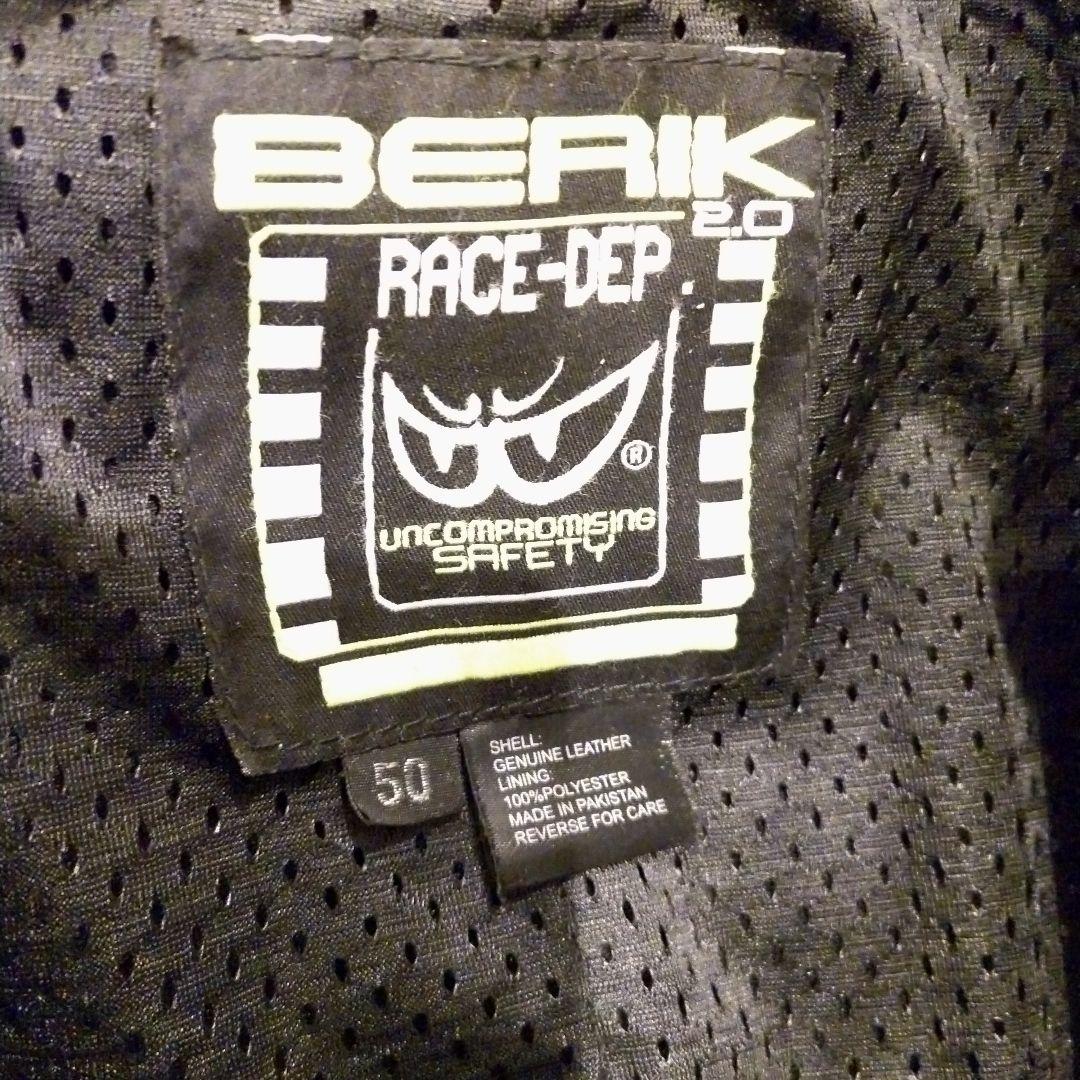 BERIK
2.0
RACE-DEP.
®
UNCOMPROMISING
SAFETY
50
SHELL:
GENUINE LEATHER
LINING:
100%POLYESTER
MADE IN PAKISTAN
REVERSE FOR CARE